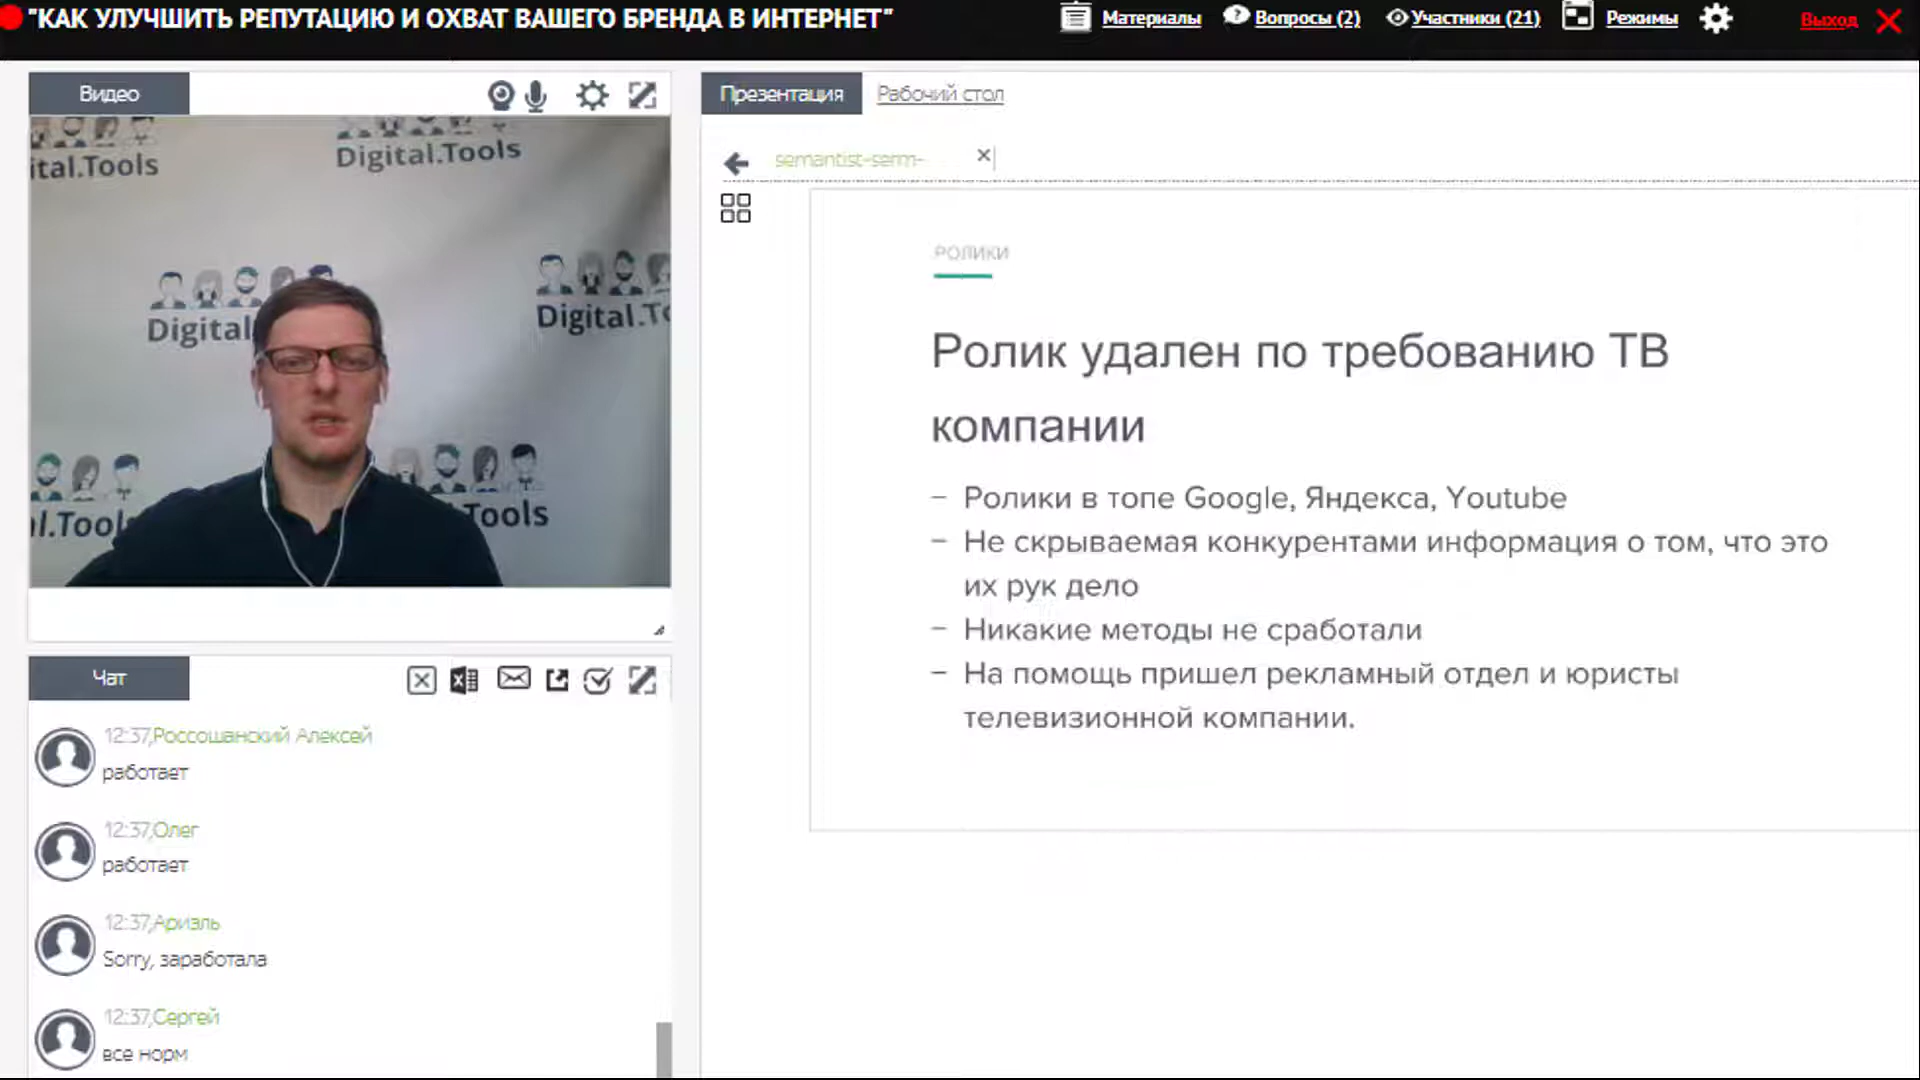 "КАК УЛУЧШИТЬ РЕПУТАЦИЮ И ОХВАТ ВАШЕГО БРЕНДА В ИНТЕРНЕТ"
Материалы
Вопросы (2)
Участники (21)
Режимы
Выход
Видео
Презентация
Рабочий стол
semantist-serm-
ital.Tools
Digital.Tools
Digital
Digital.To
l.Tool
Tools
РОЛИКИ
Ролик удален по требованию ТВ
компании
– Ролики в топе Google, Яндекса, Youtube
– Не скрываемая конкурентами информация о том, что это
их рук дело
– Никакие методы не сработали
– На помощь пришел рекламный отдел и юристы
телевизионной компании.
Чат
12:37,Россошанский Алексей
работает
12:37,Олег
работает
12:37,Ариэль
Sorry, заработала
12:37,Сергей
все норм